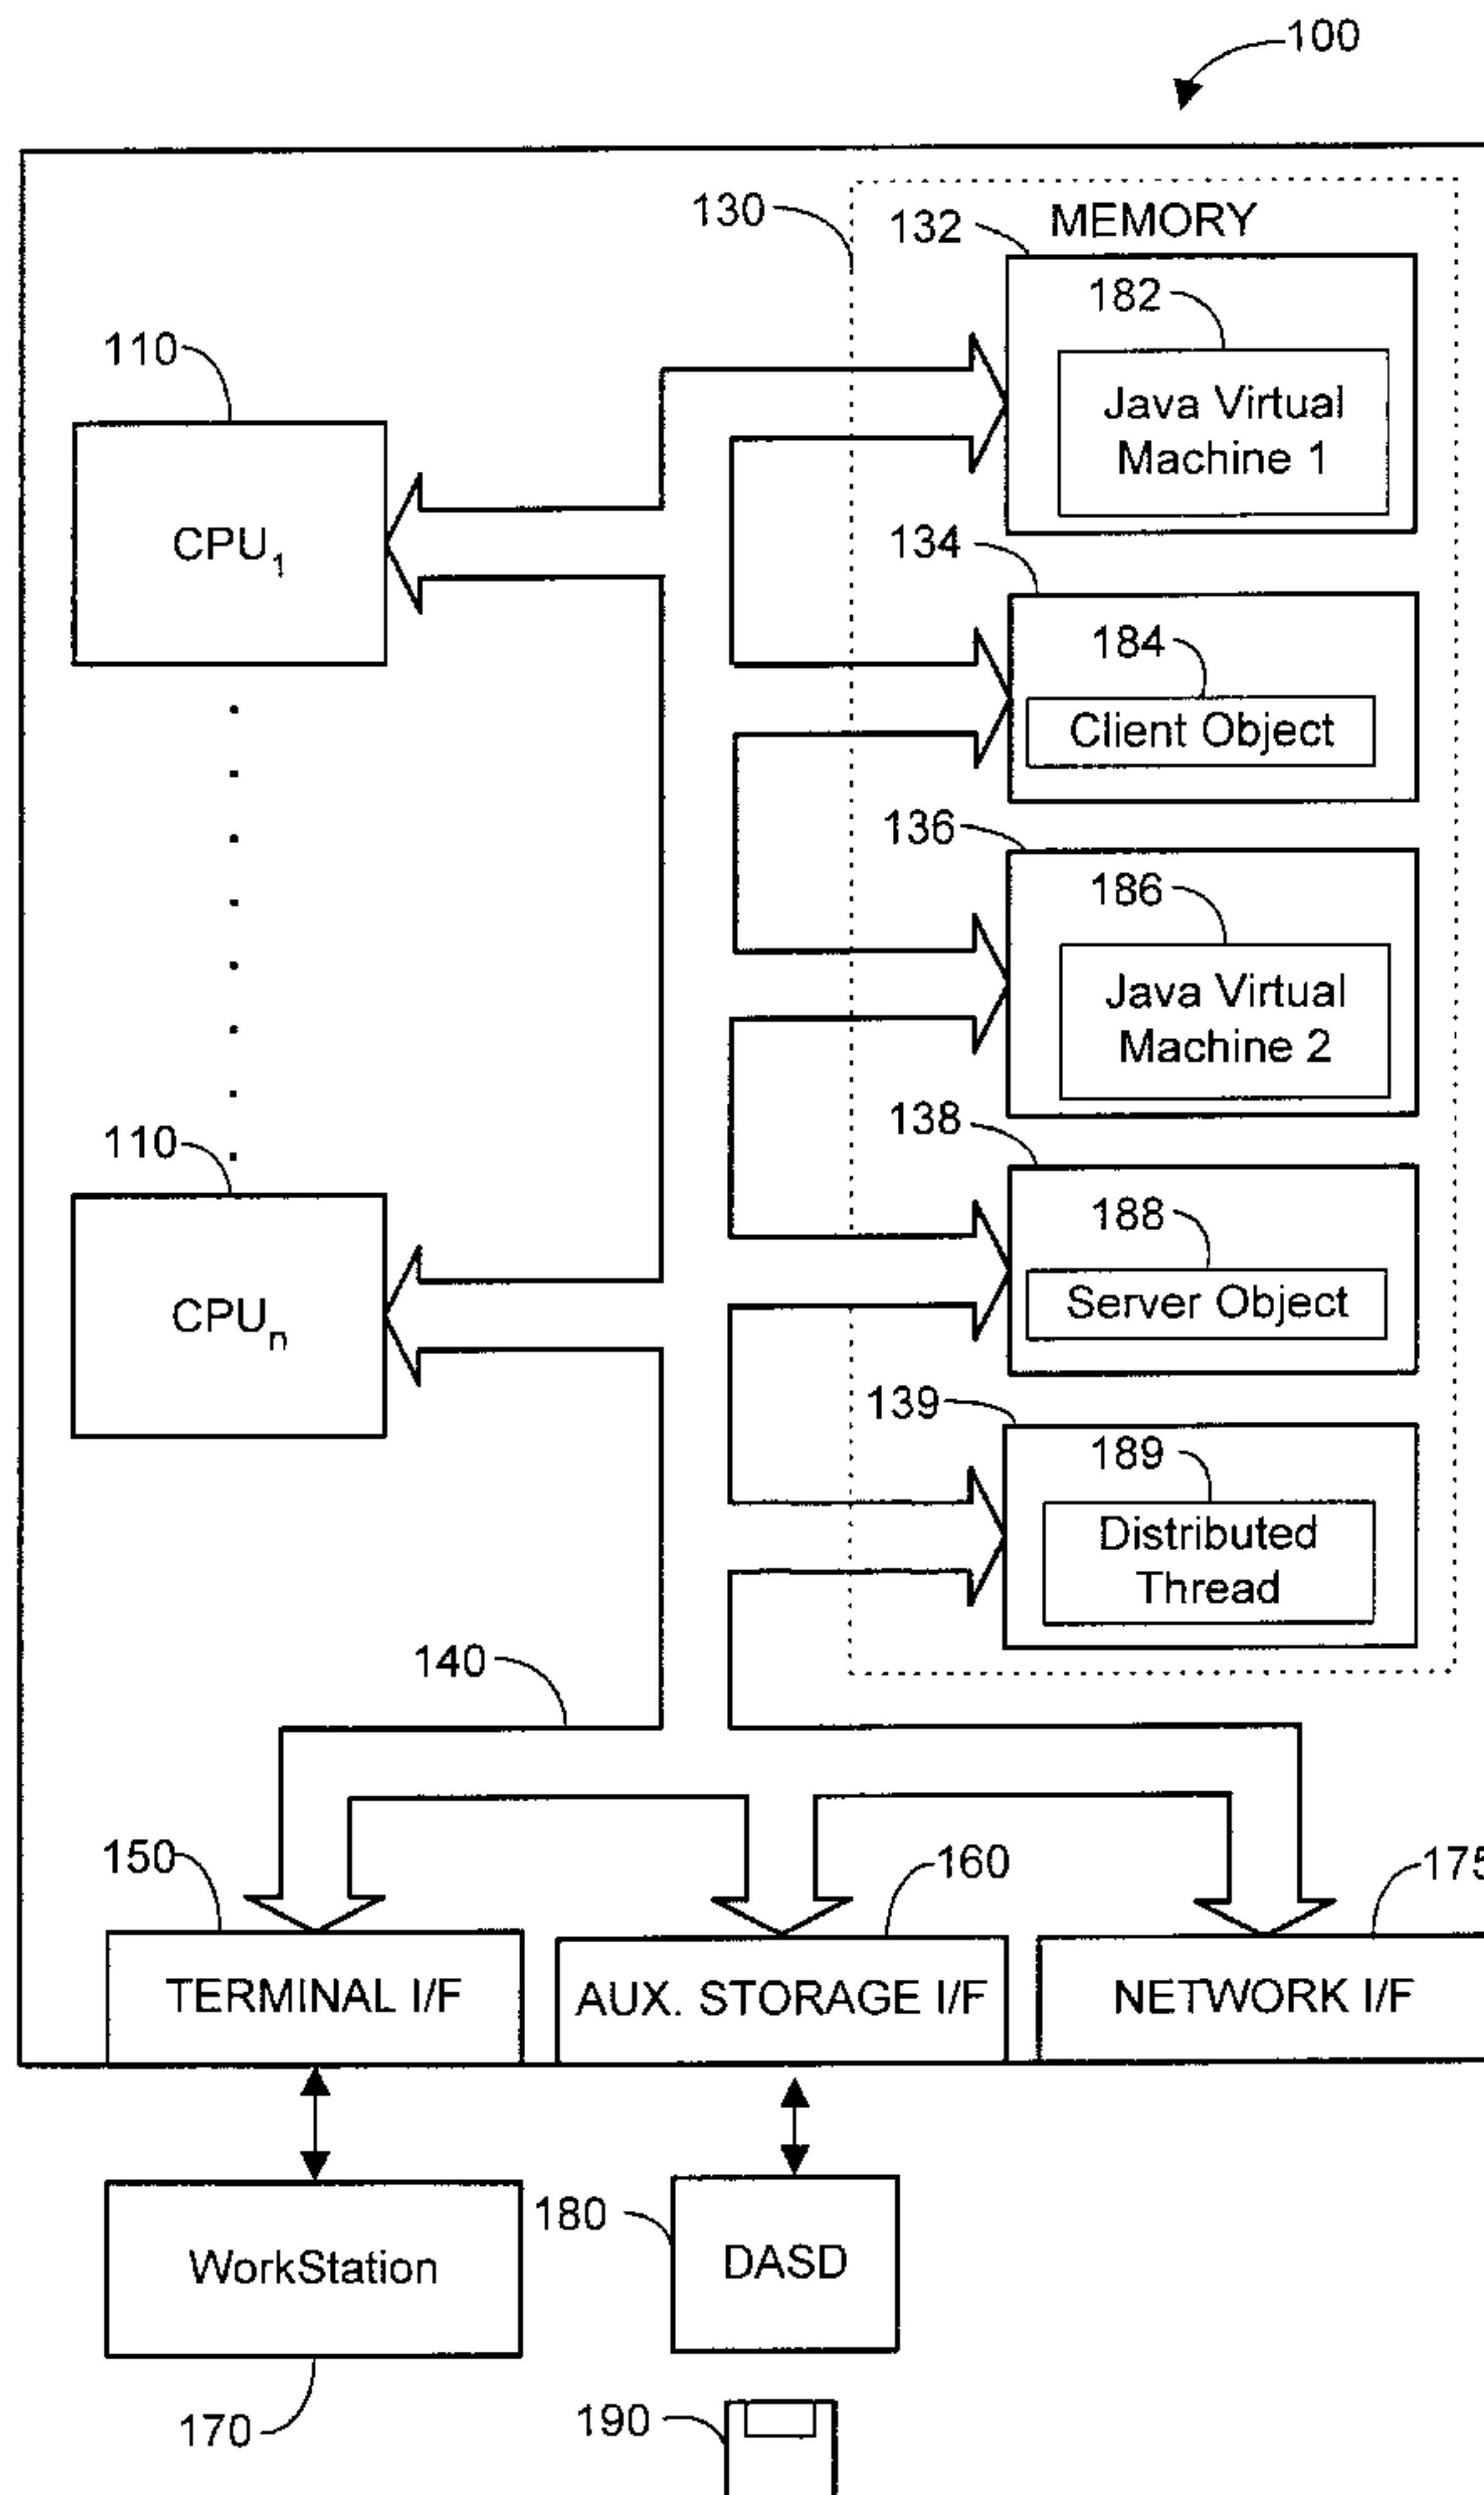 100
130
132
MEMORY
182
Java Virtual
Machine 1
110
CPU1
134
184
Client Object
136
186
Java Virtual
Machine 2
138
110
188
Server Object
CPUn
139
189
Distributed
Thread
140
150
160
175
TERMINAL I/F
AUX. STORAGE I/F
NETWORK I/F
180
WorkStation
DASD
170
190